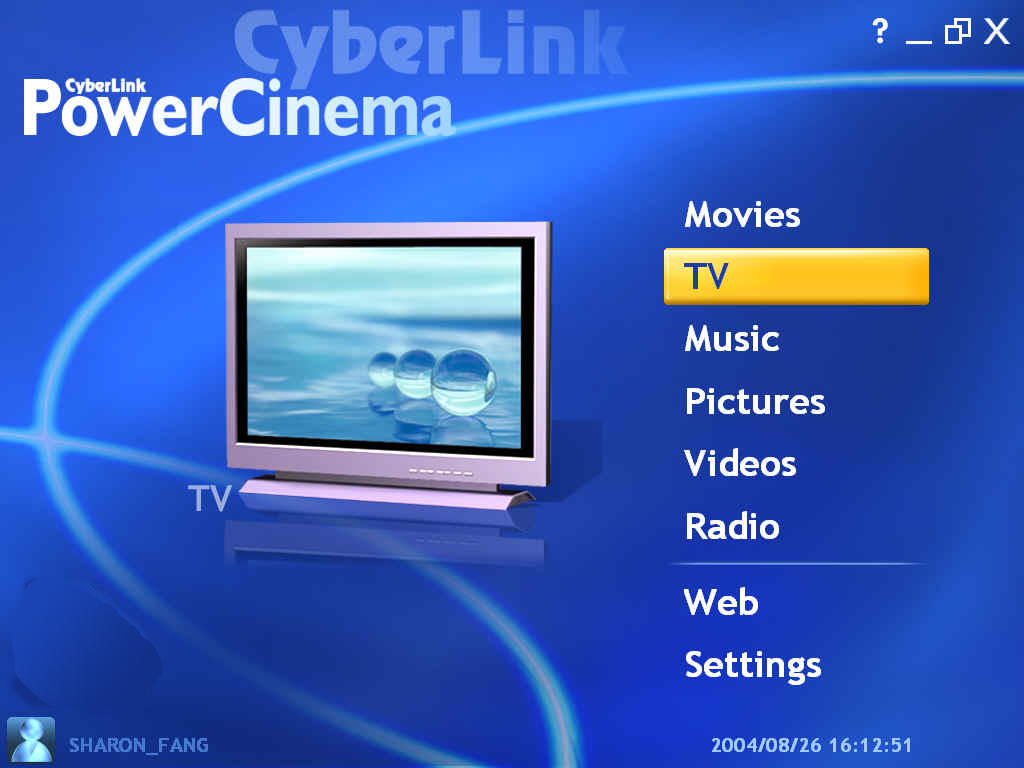 CyberLink
? _ X
CyberLink
PowerCinema
Movies
TV
Music
Pictures
Videos
Radio
TV
Web
Settings
SHARON_FANG
2004/08/26 16:12:51